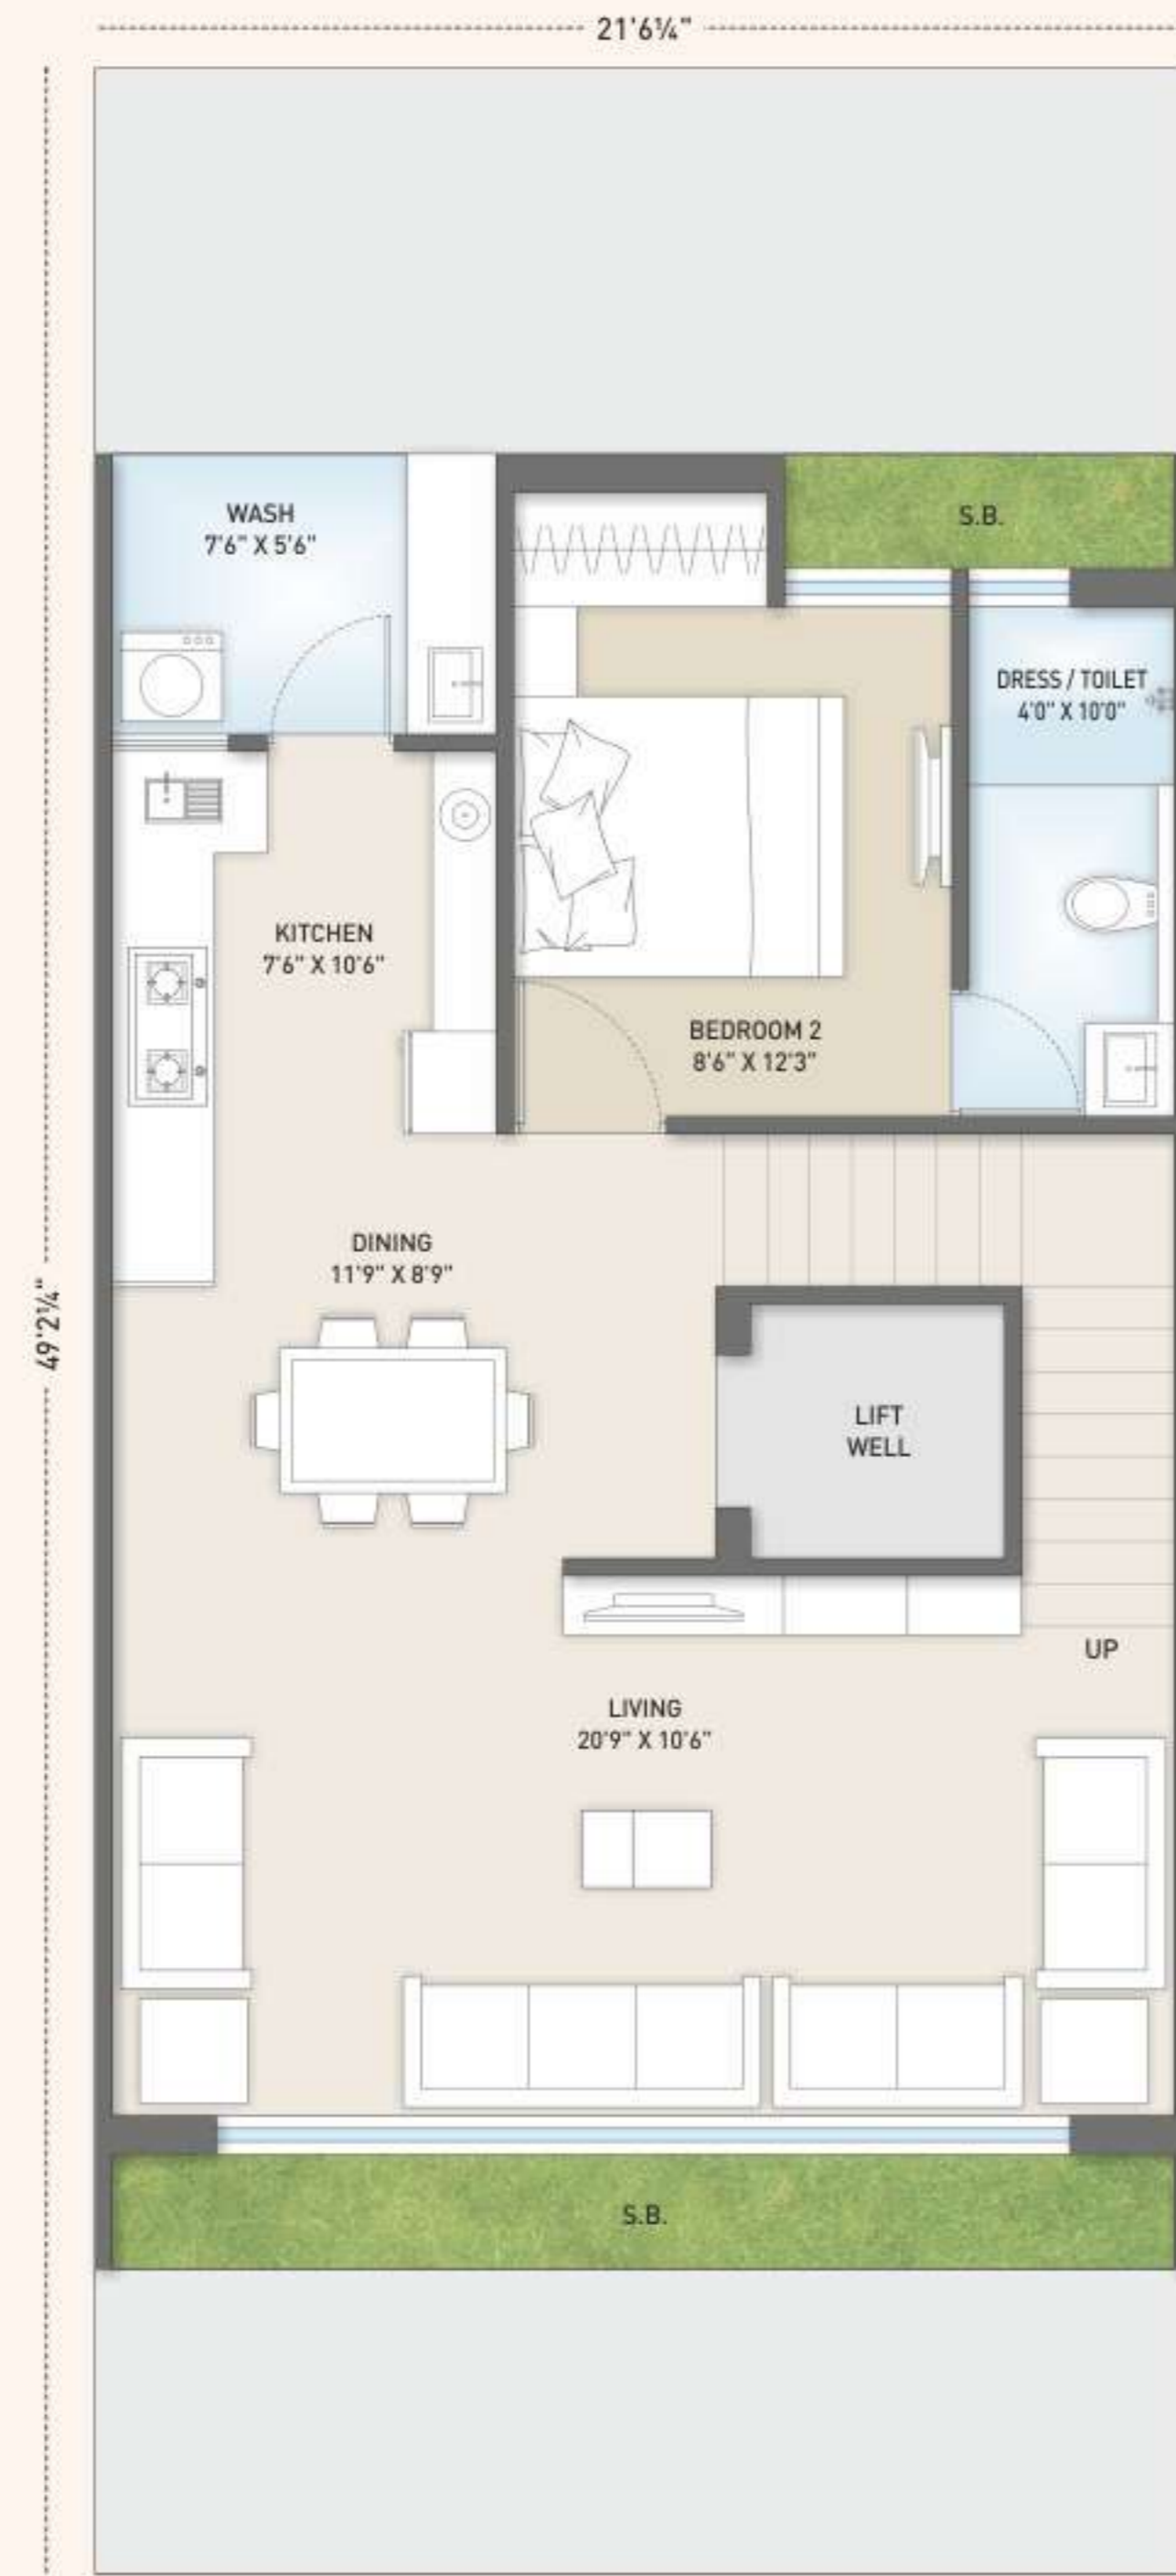 21'6¼"
WASH
7'6" X 5'6"
S.B.
DRESS / TOILET
4'0" X 10'0"
KITCHEN
7'6" X 10'6"
BEDROOM 2
8'6" X 12'3"
DINING
11'9" X 8'9"
49'2¼"
LIFT
WELL
UP
LIVING
20'9" X 10'6"
S.B.